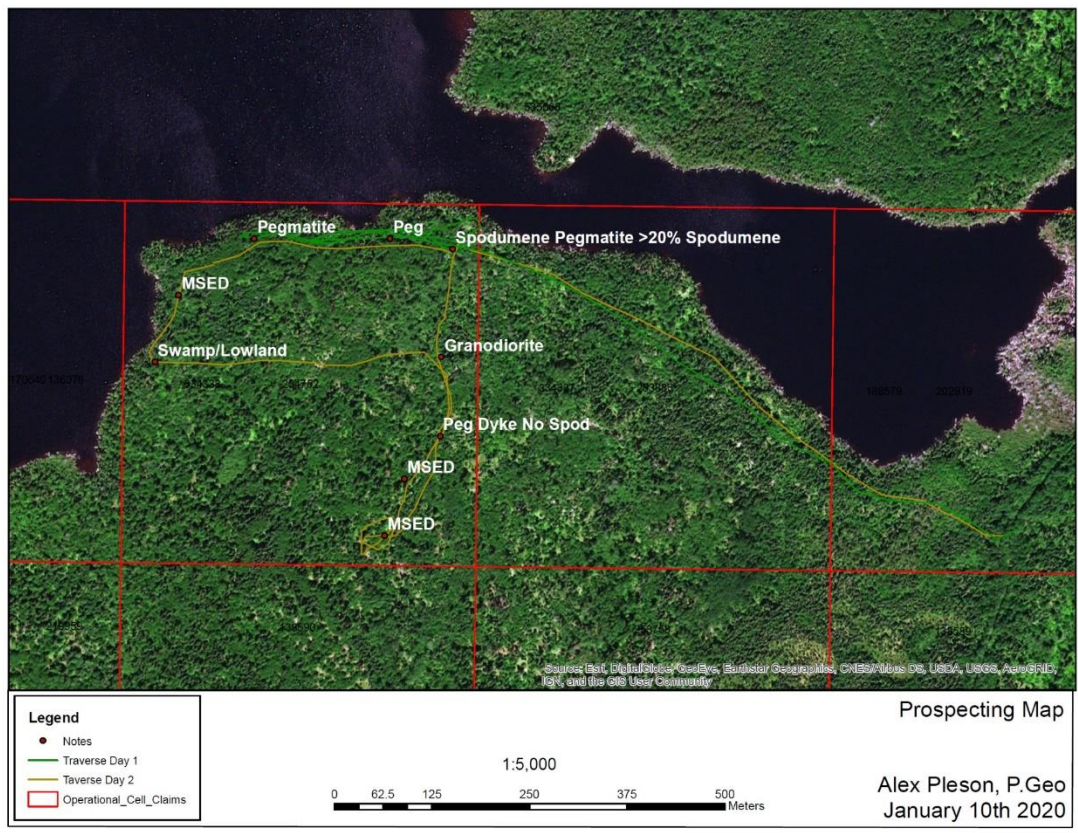 Pegmatite
Peg
Spodumene Pegmatite >20% Spodumene
MSED
Swamp/Lowland
Granodiorite
Peg Dyke No Spod
MSED
MSED
Source: Esri, DigitalGlobe, GeoEye, Earthstar Geographics, CNES/Airbus DS, USDA, USGS, AeroGRID,
IGN, and the GIS User Community
Legend
Notes
Traverse Day 1
Taverse Day 2
Operational_Cell_Claims
1:5,000
0 62.5 125 250 375 500
Meters
Prospecting Map
Alex Pleson, P.Geo
January 10th 2020